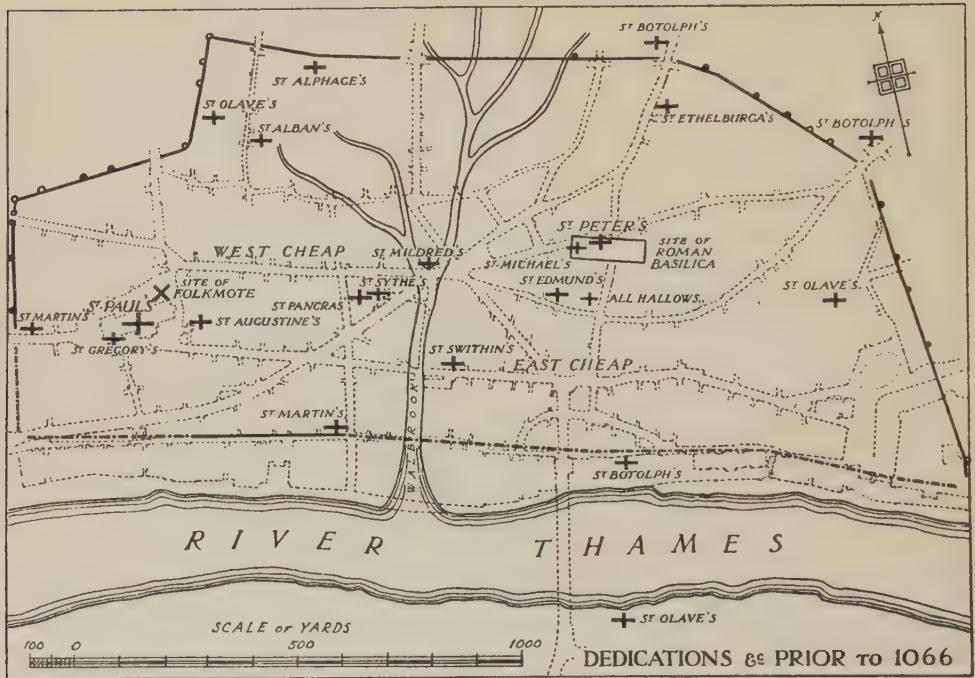 N
ST BOTOLPH'S
ST ALPHAGE'S
ST OLAVE'S
ST ALBAN'S
ST ETHELBURGA'S
ST BOTOLPH S
WEST CHEAP
ST MILDRED'S
ST PETER'S
SITE OF
ROMAN
BASILICA
ST MICHAEL'S
SITE OF
FOLKMOTE
ST PAULS
ST PANCRAS
ST SYTHE'S
ST EDMUND'S
ALL HALLOWS
ST OLAVE'S
ST MARTIN'S
ST AUGUSTINE'S
ST GREGORY'S
ST SWITHIN'S
EAST CHEAP
ST MARTIN'S
WALBROOK
ST BOTOLPH'S
RIVER THAMES
ST OLAVE'S
SCALE OF YARDS
100 0 500 1000
DEDICATIONS &c PRIOR TO 1066